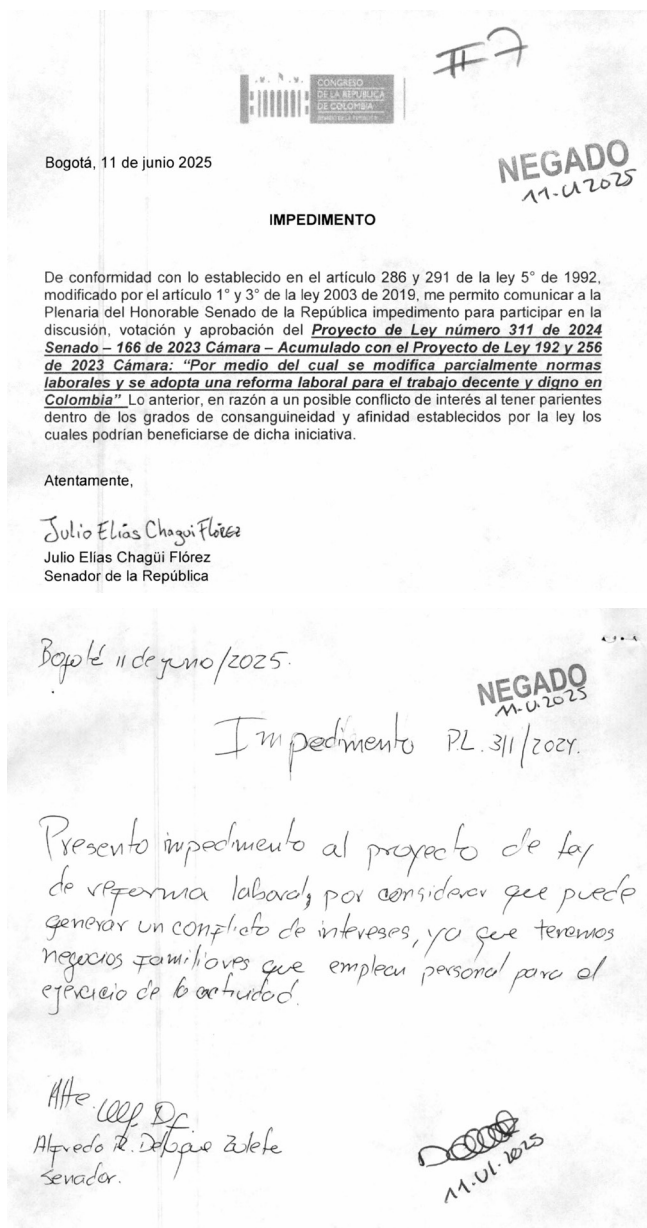 #7
CONGRESO
DE LA REPÚBLICA
DE COLOMBIA
SENADO DE LA REPÚBLICA
Bogotá, 11 de junio 2025
NEGADO
11-VI 2025
IMPEDIMENTO
De conformidad con lo establecido en el artículo 286 y 291 de la ley 5° de 1992,
modificado por el artículo 1° y 3° de la ley 2003 de 2019, me permito comunicar a la
Plenaria del Honorable Senado de la República impedimento para participar en la
discusión, votación y aprobación del Proyecto de Ley número 311 de 2024
Senado – 166 de 2023 Cámara – Acumulado con el Proyecto de Ley 192 y 256
de 2023 Cámara: “Por medio del cual se modifica parcialmente normas
laborales y se adopta una reforma laboral para el trabajo decente y digno en
Colombia” Lo anterior, en razón a un posible conflicto de interés al tener parientes
dentro de los grados de consanguineidad y afinidad establecidos por la ley los
cuales podrían beneficiarse de dicha iniciativa.
Atentamente,
Julio Elías Chagui Flórez
Julio Elías Chagüi Flórez
Senador de la República
Bogotá 11 de junio/2025.
NEGADO
11-VI-2025
Impedimento P.L. 311/2024.
Presento impedimento al proyecto de ley
de reforma laboral, por considerar que puede
generar un conflicto de intereses, ya que tenemos
negocios familiares que emplean personal para el
ejercicio de la actividad.
Atte.
Alfredo R. Deluque Zuleta
Senador.
11-VI-2025